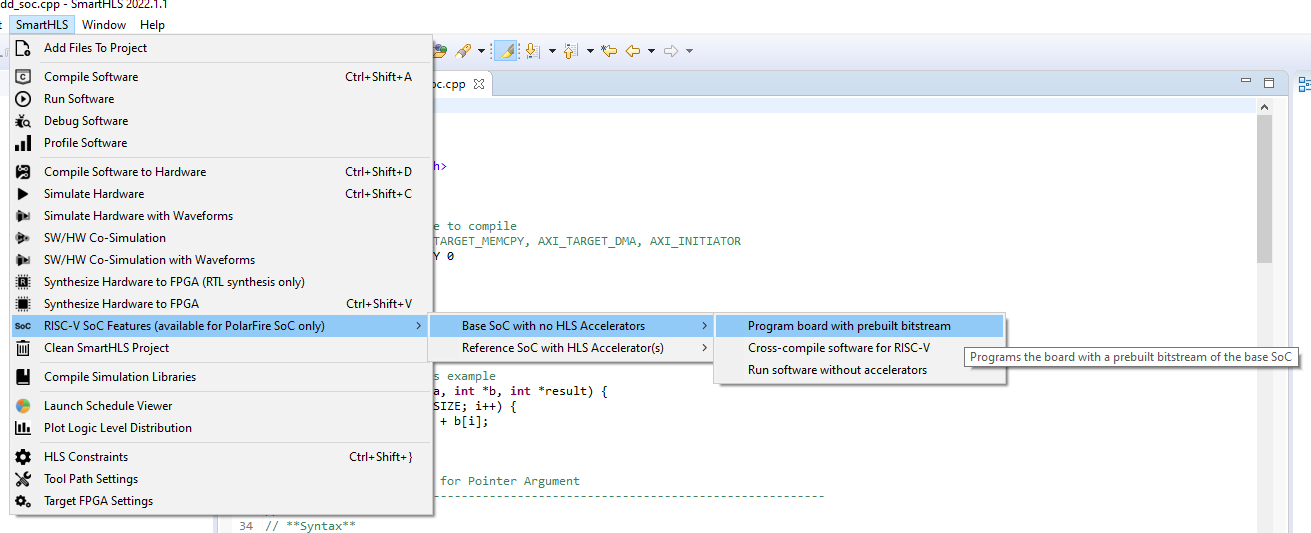 dd_soc.cpp - SmartHLS 2022.1.1
SmartHLS Window Help
Add Files To Project
Compile Software Ctrl+Shift+A
Run Software
Debug Software
Profile Software
Compile Software to Hardware Ctrl+Shift+D
Simulate Hardware Ctrl+Shift+C
Simulate Hardware with Waveforms
SW/HW Co-Simulation
SW/HW Co-Simulation with Waveforms
Synthesize Hardware to FPGA (RTL synthesis only)
Synthesize Hardware to FPGA Ctrl+Shift+V
SoC RISC-V SoC Features (available for PolarFire SoC only)
Clean SmartHLS Project
Compile Simulation Libraries
Launch Schedule Viewer
Plot Logic Level Distribution
HLS Constraints Ctrl+Shift+}
Tool Path Settings
Target FPGA Settings
Base SoC with no HLS Accelerators
Reference SoC with HLS Accelerator(s)
Program board with prebuilt bitstream
Cross-compile software for RISC-V
Run software without accelerators
Programs the board with a prebuilt bitstream of the base SoC
oc.cpp
h>
e to compile
TARGET_MEMCPY, AXI_TARGET_DMA, AXI_INITIATOR
Y 0
s example
a, int *b, int *result) {
SIZE; i++) {
+ b[i];
for Pointer Argument
34 // **Syntax**